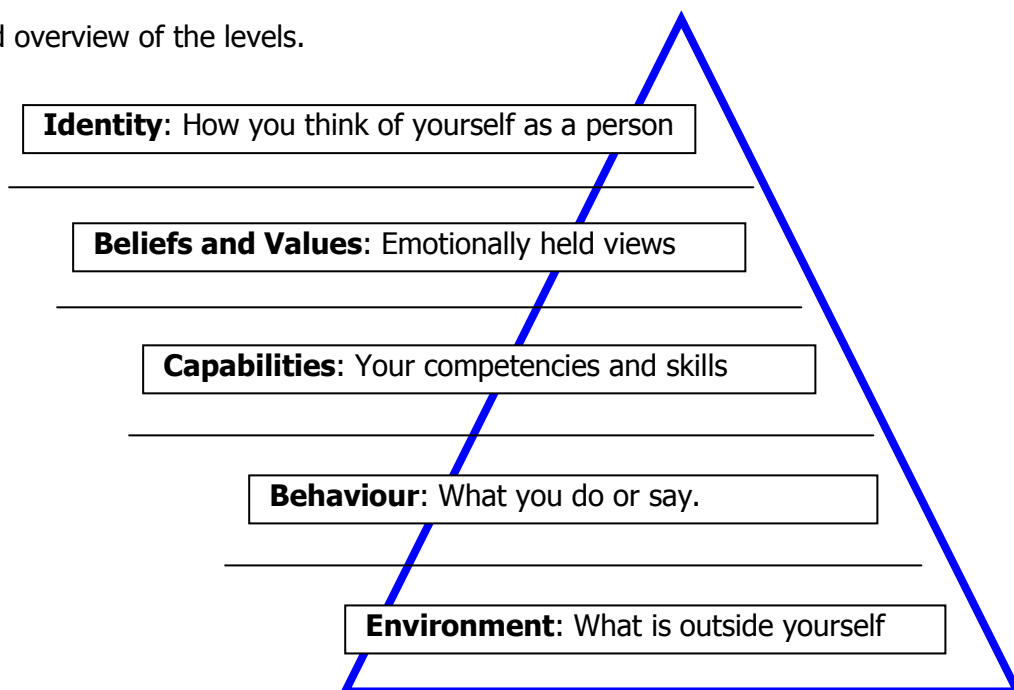 overview of the levels.
Identity: How you think of yourself as a person
Beliefs and Values: Emotionally held views
Capabilities: Your competencies and skills
Behaviour: What you do or say.
Environment: What is outside yourself